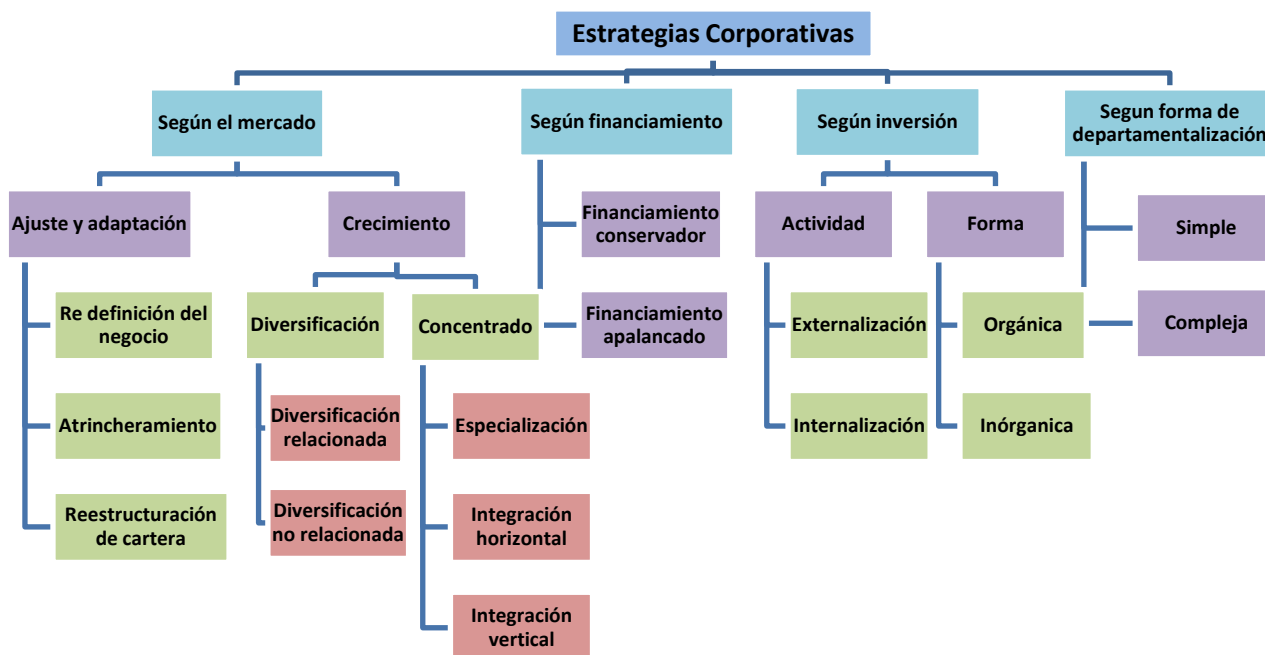 Estrategias Corporativas
Según el mercado
Según financiamiento
Según inversión
Segun forma de
departamentalización
Ajuste y adaptación
Crecimiento
Financiamiento
conservador
Actividad
Forma
Simple
Re definición del
negocio
Diversificación
Concentrado
Financiamiento
apalancado
Externalización
Orgánica
Compleja
Atrincheramiento
Diversificación
relacionada
Especialización
Internalización
Inórganica
Reestructuración
de cartera
Diversificación
no relacionada
Integración
horizontal
Integración
vertical